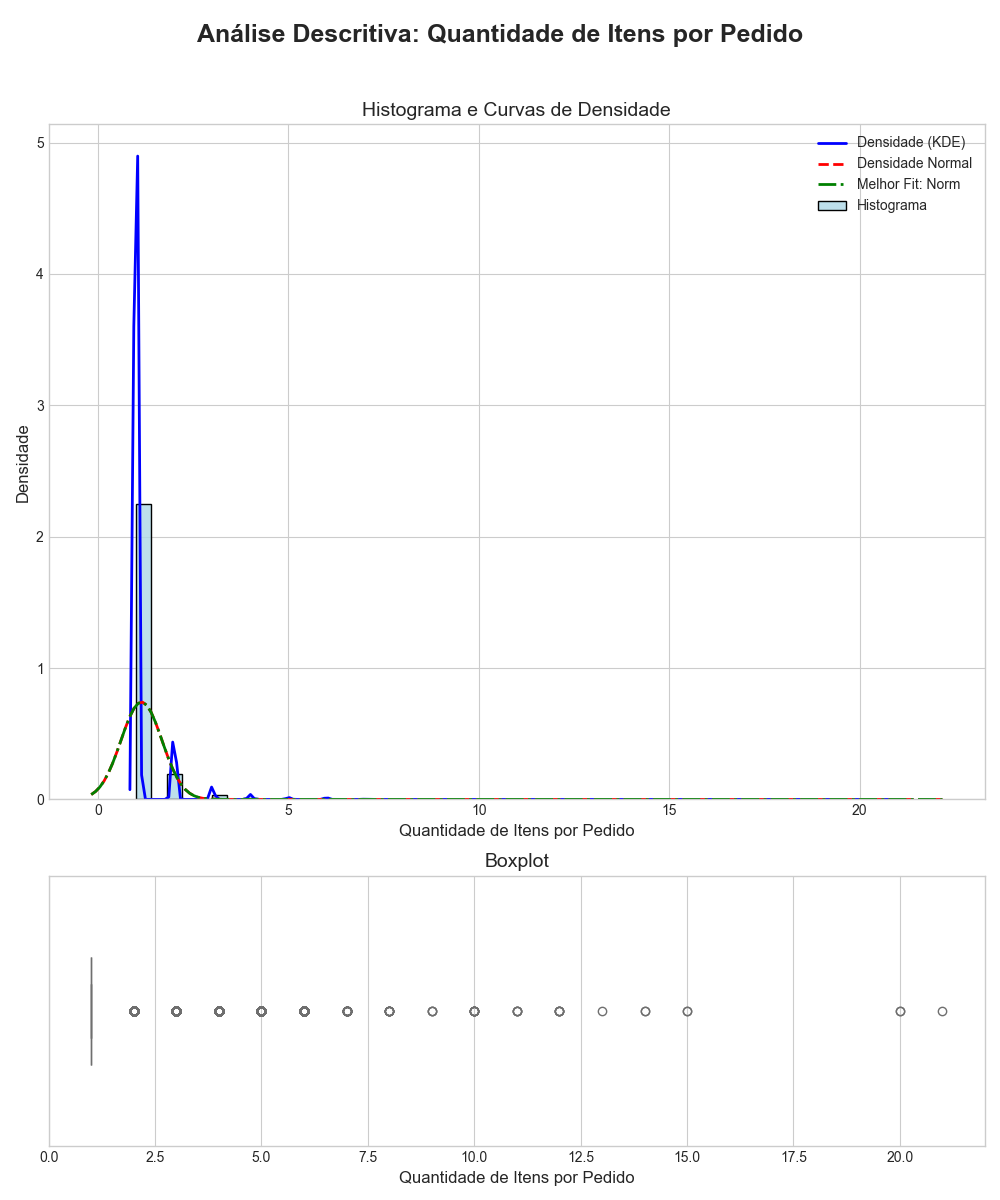 Análise Descritiva: Quantidade de Itens por Pedido
Histograma e Curvas de Densidade
Densidade (KDE)
Densidade Normal
Melhor Fit: Norm
Histograma
Densidade
5
4
3
2
1
0
0 5 10 15 20
Quantidade de Itens por Pedido
Boxplot
0.0 2.5 5.0 7.5 10.0 12.5 15.0 17.5 20.0
Quantidade de Itens por Pedido